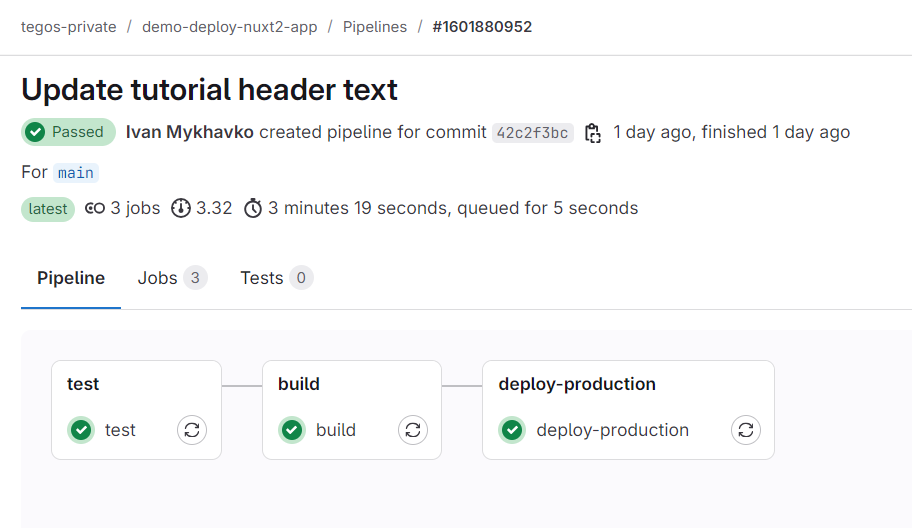 tegos-private / demo-deploy-nuxt2-app / Pipelines / #1601880952
Update tutorial header text
Passed Ivan Mykhavko created pipeline for commit 42c2f3bc 1 day ago, finished 1 day ago
For main
latest 3 jobs 3.32 3 minutes 19 seconds, queued for 5 seconds
Pipeline Jobs 3 Tests 0
test build deploy-production
test build deploy-production